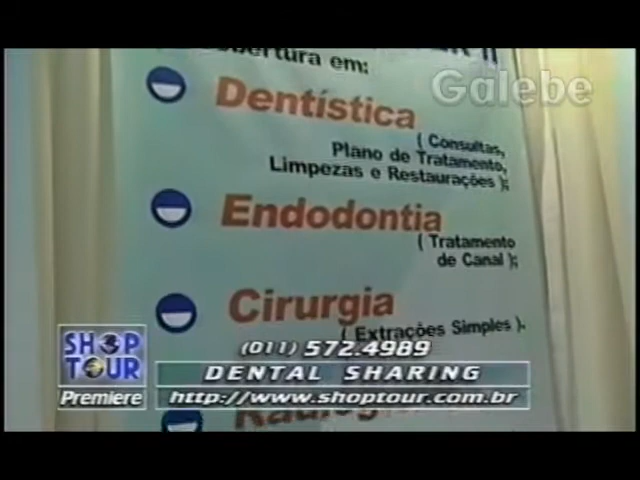 Galebe
em:
Dentística
( Consultas,
Plano de Tratamento,
Limpezas e Restaurações );
Endodontia
( Tratamento
de Canal );
Cirurgia
( Extrações Simples ).
SHOP
TOUR
Premiere
(011) 572.4989
DENTAL SHARING
http://www.shoptour.com.br